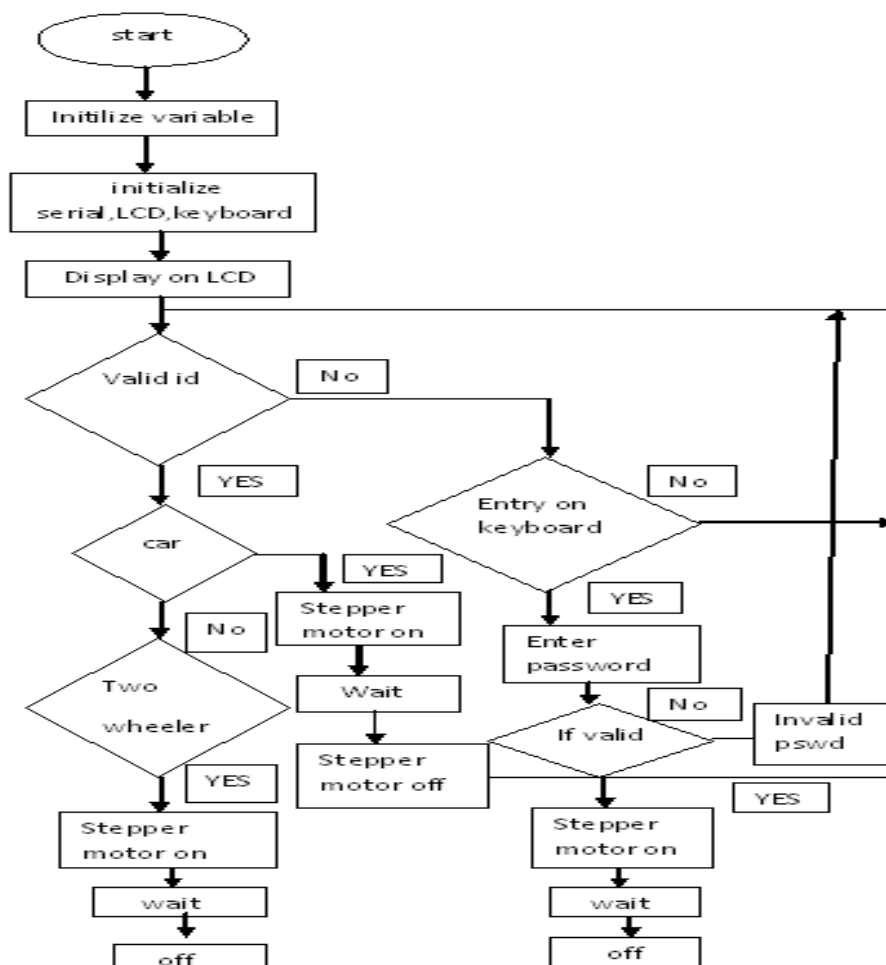 start
Initilize variable
initialize
serial,LCD,keyboard
Display on LCD
Valid id
No
YES
Entry on
keyboard
No
car
YES
YES
Stepper
motor on
No
Enter
password
Two
wheeler
Wait
No
If valid
Invalid
pswd
Stepper
motor off
YES
YES
Stepper
motor on
Stepper
motor on
wait
wait
off
off